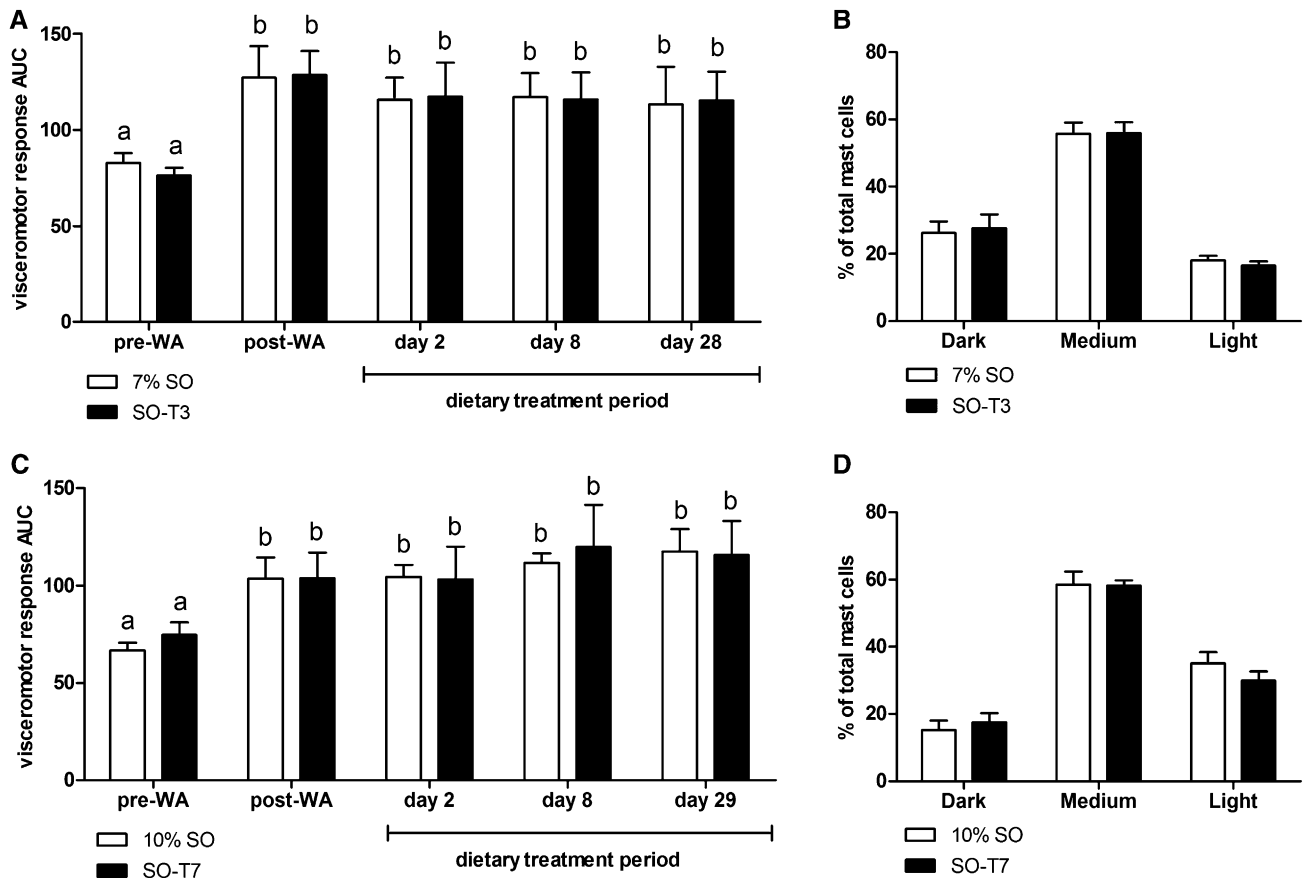 A
visceromotor response AUC
150
100
50
0
a
a
b
b
b
b
b
b
b
b
pre-WA
post-WA
day 2
day 8
day 28
dietary treatment period
7% SO
SO-T3
B
% of total mast cells
80
60
40
20
0
Dark
Medium
Light
7% SO
SO-T3
C
visceromotor response AUC
150
100
50
0
a
a
b
b
b
b
b
b
b
b
pre-WA
post-WA
day 2
day 8
day 29
dietary treatment period
10% SO
SO-T7
D
% of total mast cells
80
60
40
20
0
Dark
Medium
Light
10% SO
SO-T7